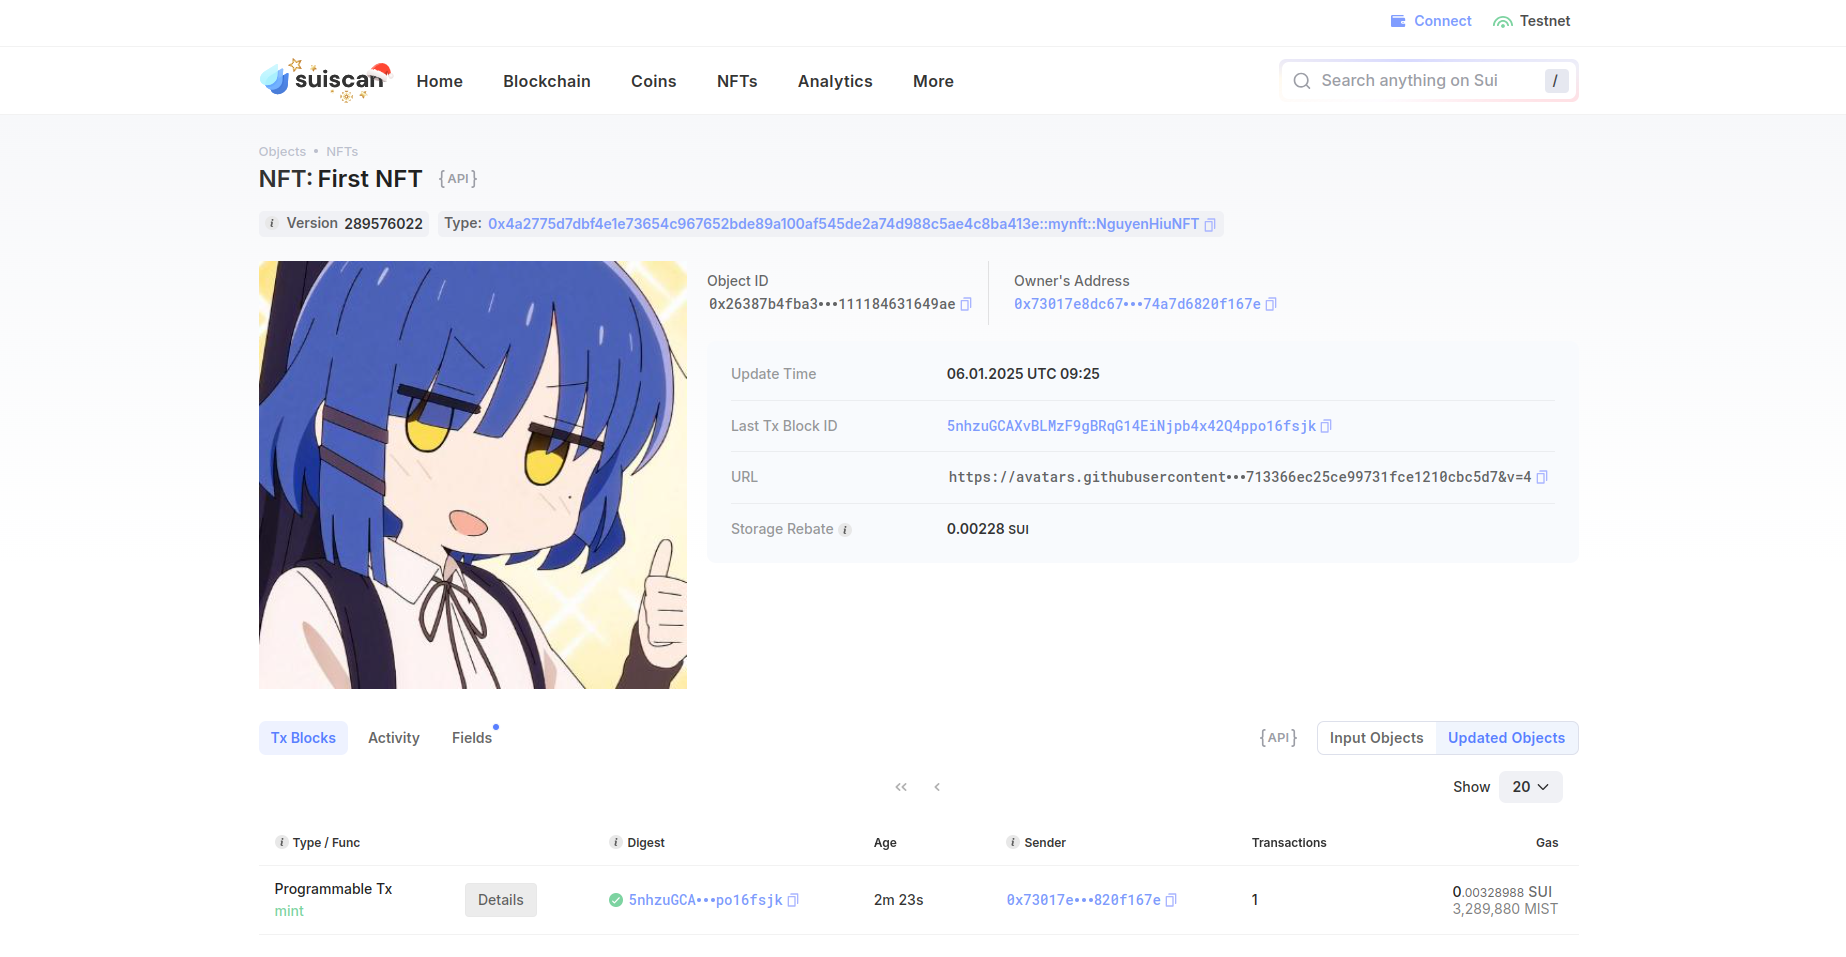 Connect Testnet
suiscan Home Blockchain Coins NFTs Analytics More Search anything on Sui /
Objects • NFTs
NFT: First NFT {API}
i Version 289576022 Type: 0x4a2775d7dbf4e1e73654c967652bde89a100af545de2a74d988c5ae4c8ba413e::mynft::NguyenHiuNFT
Object ID
0x26387b4fba3•••111184631649ae
Owner's Address
0x73017e8dc67•••74a7d6820f167e
Update Time 06.01.2025 UTC 09:25
Last Tx Block ID 5nhzuGCAXvBLMzF9gBRqG14EiNjpb4x42Q4ppo16fsjk
URL https://avatars.githubusercontent•••713366ec25ce99731fce1210cbc5d7&v=4
Storage Rebate i 0.00228 SUI
Tx Blocks Activity Fields {API} Input Objects Updated Objects
Show 20
i Type / Func i Digest Age i Sender Transactions Gas
Programmable Tx Details 5nhzuGCA•••po16fsjk 2m 23s 0x73017e•••820f167e 1 0.00328988 SUI
mint 3,289,880 MIST